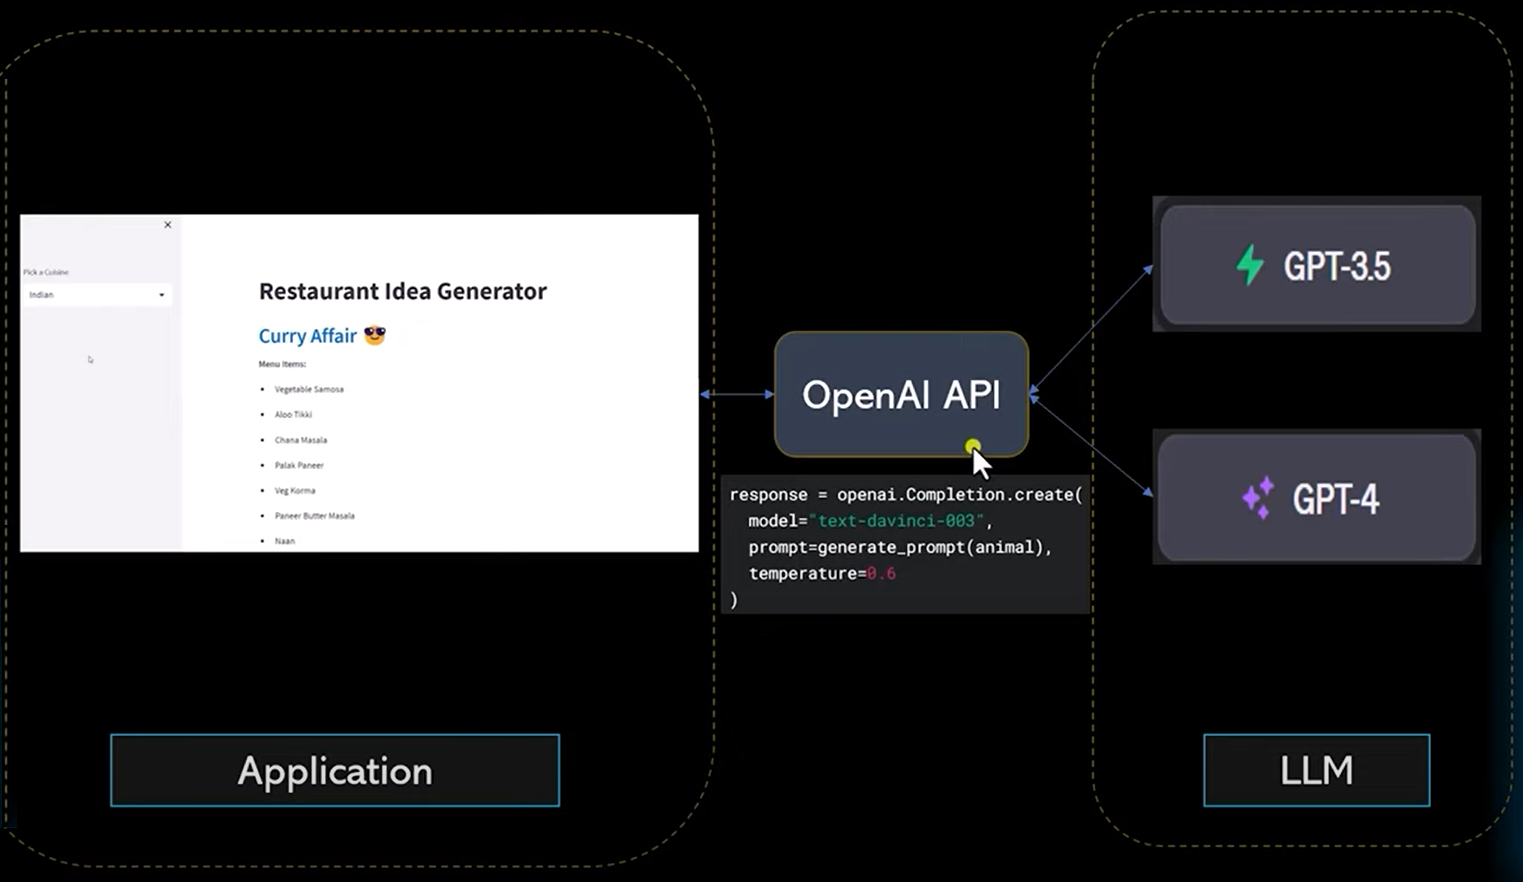 Pick a Cuisine
Indian
Restaurant Idea Generator
Curry Affair 😎
Menu Items:
• Vegetable Samosa
• Aloo Tikki
• Chana Masala
• Palak Paneer
• Veg Korma
• Paneer Butter Masala
• Naan
Application
OpenAI API
response = openai.Completion.create(
  model="text-davinci-003",
  prompt=generate_prompt(animal),
  temperature=0.6
)
GPT-3.5
GPT-4
LLM